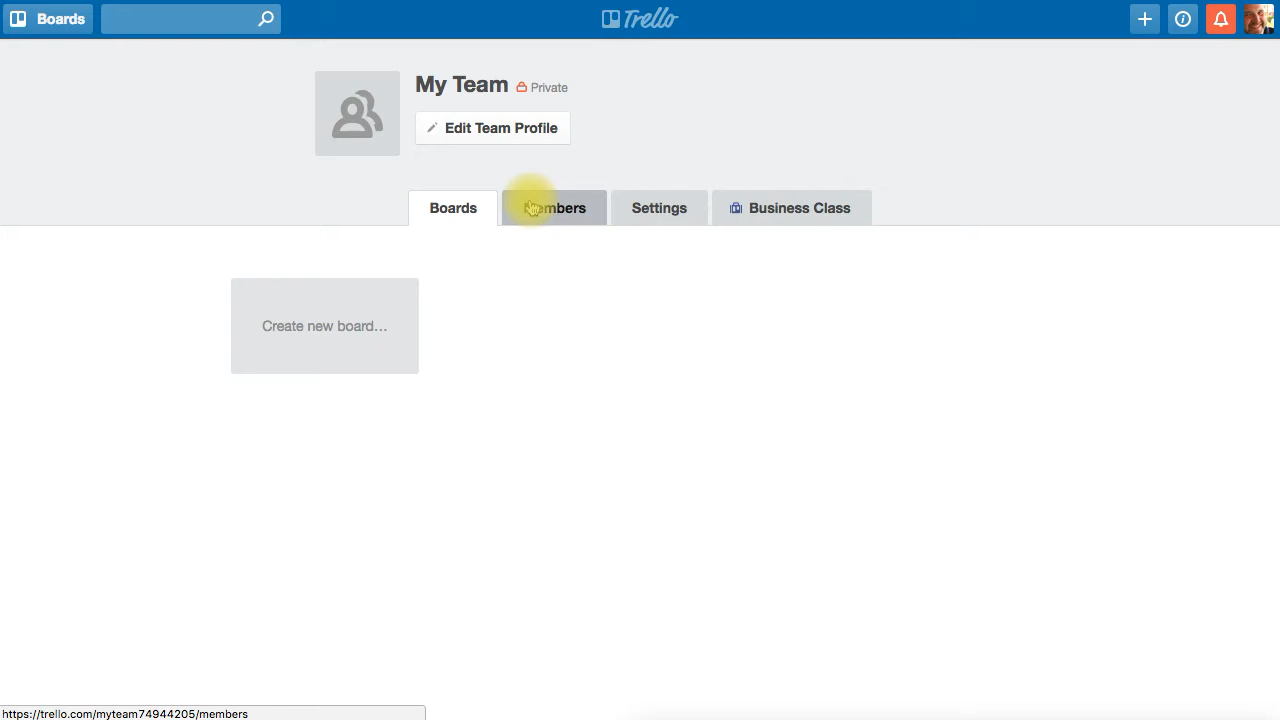 Boards
Trello
My Team Private
Edit Team Profile
Boards
Members
Settings
Business Class
Create new board...
https://trello.com/myteam74944205/members